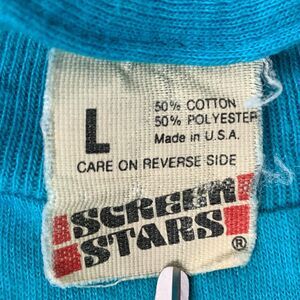 L
50% COTTON
50% POLYESTER
Made in U.S.A.
CARE ON REVERSE SIDE
SCREEN
STARS
®